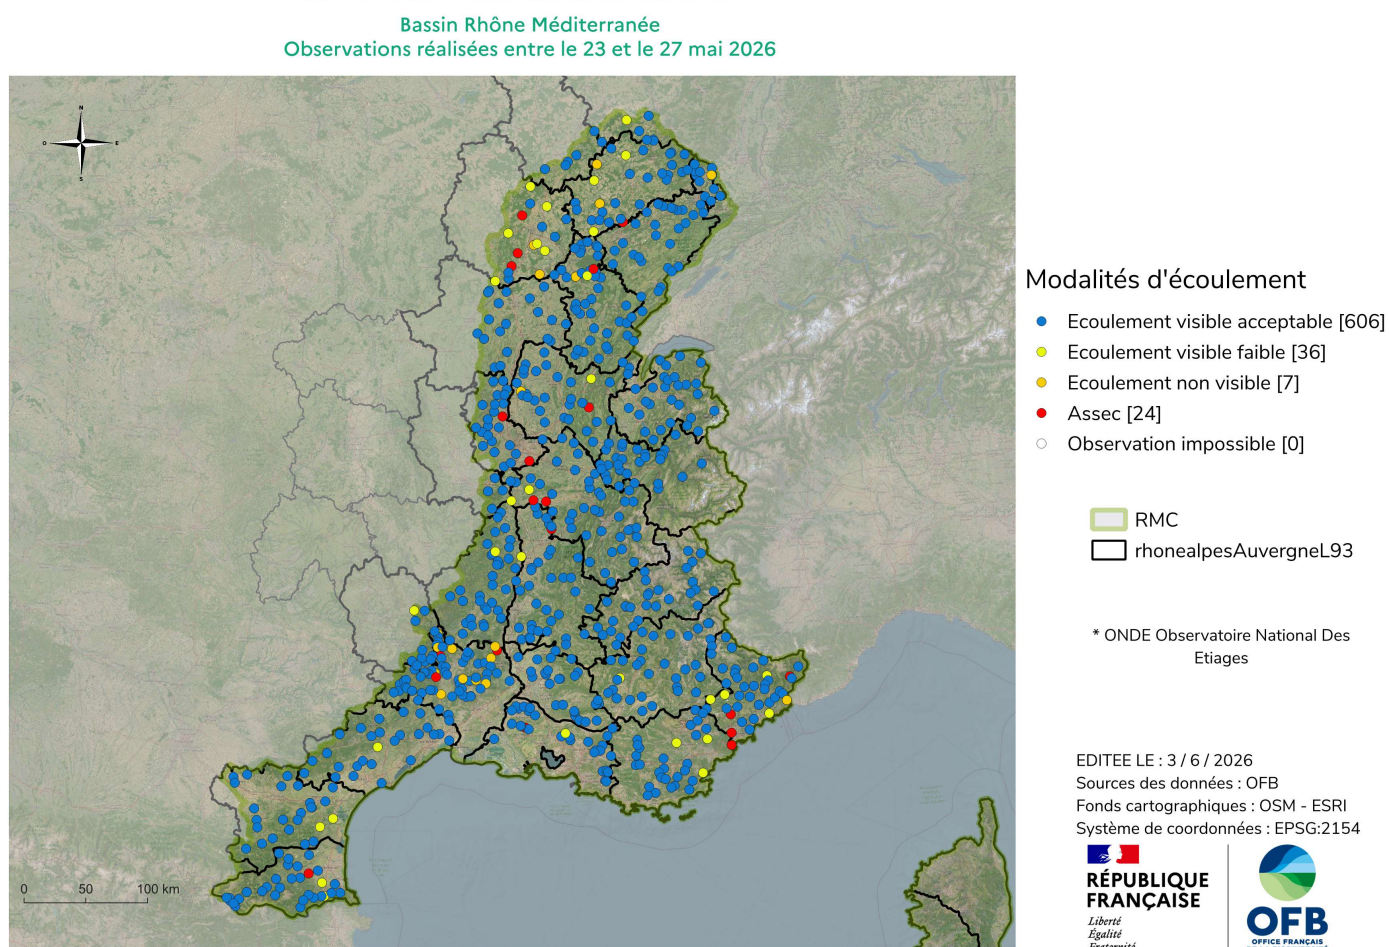 Bassin Rhône Méditerranée
Observations réalisées entre le 23 et le 27 mai 2026
N
O
E
S
Modalités d'écoulement
Ecoulement visible acceptable [606]
Ecoulement visible faible [36]
Ecoulement non visible [7]
Assec [24]
Observation impossible [0]
RMC
rhonealpesAuvergneL93
* ONDE Observatoire National Des
Etiages
EDITEE LE : 3 / 6 / 2026
Sources des données : OFB
Fonds cartographiques : OSM - ESRI
Système de coordonnées : EPSG:2154
0 50 100 km
RÉPUBLIQUE
FRANÇAISE
Liberté
Égalité
Fraternité
OFB
OFFICE FRANÇAIS